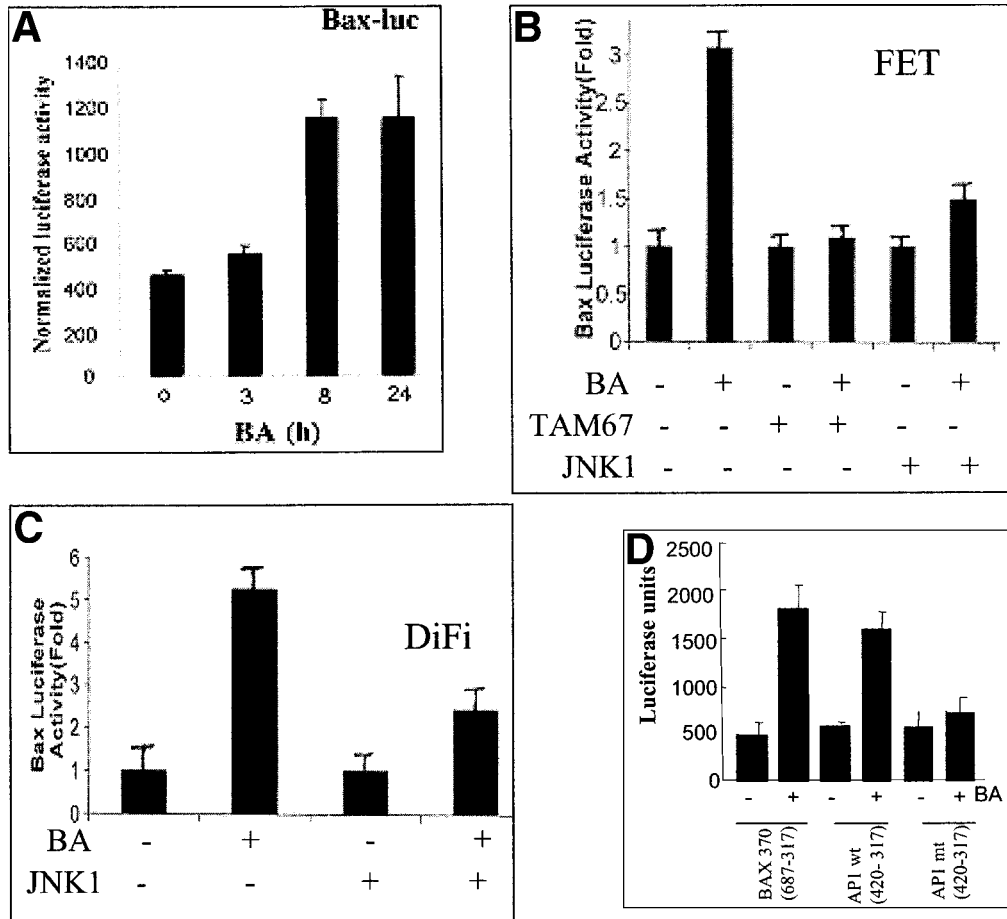 A
Bax-luc
Normalized luciferase activity
1400
1200
1000
800
600
400
200
0
0 3 8 24
BA (h)
B
FET
Bax Luciferase Activity(Fold)
3
2.5
2
1.5
1
0.5
0
BA - + - + - +
TAM67 - - + + - -
JNK1 - - - - + +
C
DiFi
Bax Luciferase
Activity(Fold)
6
5
4
3
2
1
0
BA - + - +
JNK1 - - + +
D
Luciferase units
2500
2000
1500
1000
500
0
- + - + - + BA
BAX 370
(687-317)
AP1 wt
(420-317)
AP1 mt
(420-317)